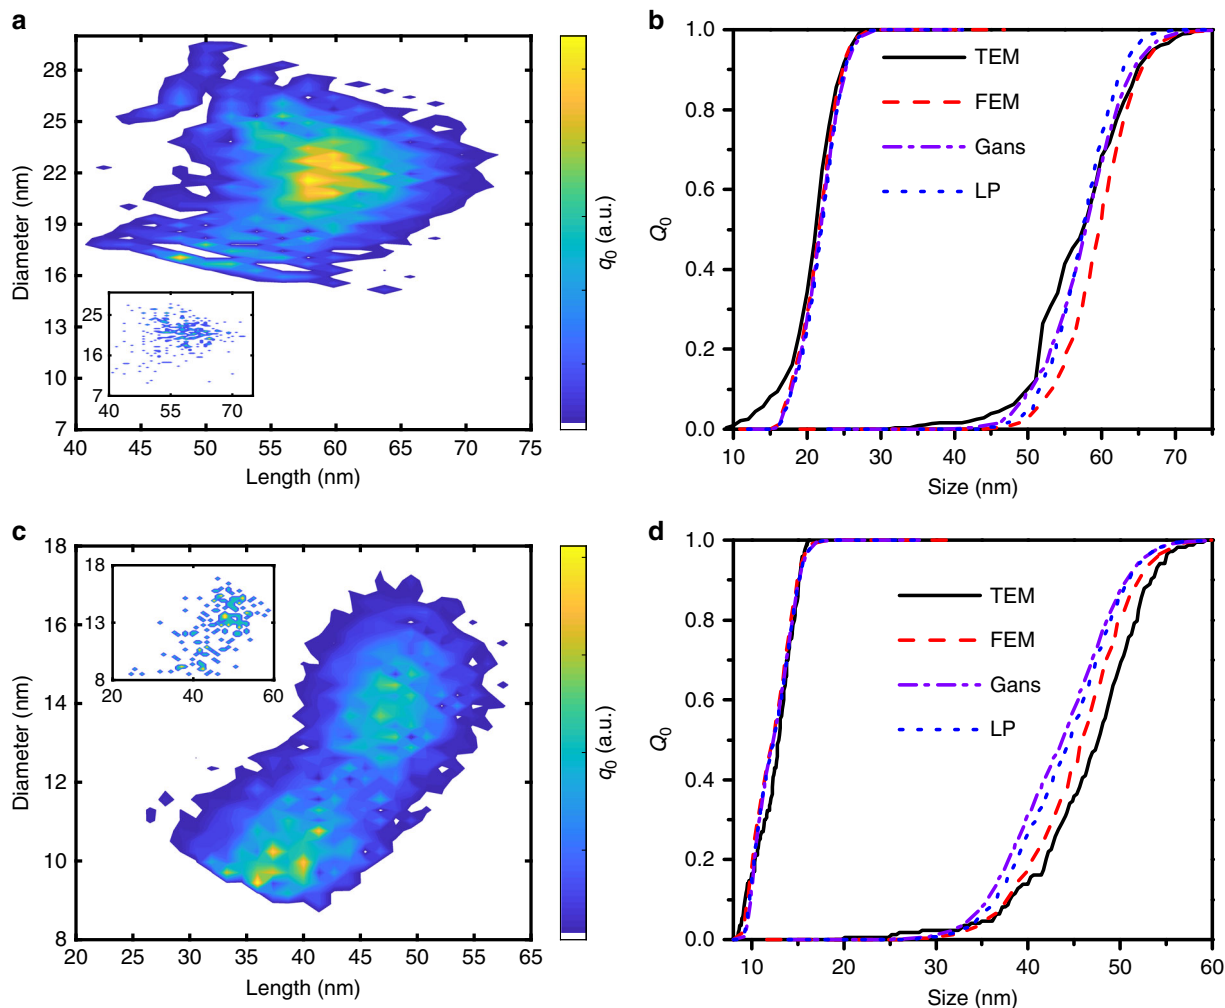 a
28
25
22
19
16
13
10
7
Diameter (nm)
40 45 50 55 60 65 70 75
Length (nm)
25
16
7
40 55 70
q0 (a.u.)
b
1.0
0.8
0.6
0.4
0.2
0.0
Q0
10 20 30 40 50 60 70
Size (nm)
TEM
FEM
Gans
LP
c
18
16
14
12
10
8
Diameter (nm)
20 25 30 35 40 45 50 55 60 65
Length (nm)
18
13
8
20 40 60
q0 (a.u.)
d
1.0
0.8
0.6
0.4
0.2
0.0
Q0
10 20 30 40 50 60
Size (nm)
TEM
FEM
Gans
LP